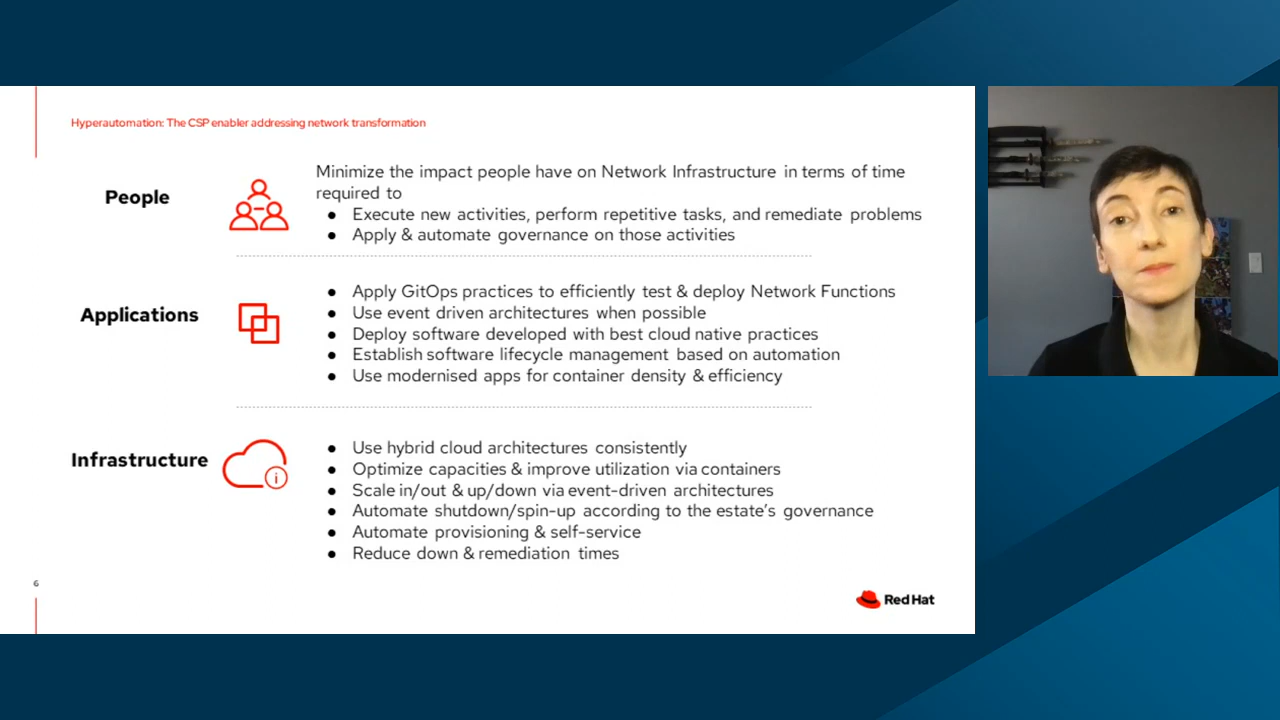 Hyperautomation: The CSP enabler addressing network transformation
People
Minimize the impact people have on Network Infrastructure in terms of time
required to
● Execute new activities, perform repetitive tasks, and remediate problems
● Apply & automate governance on those activities
Applications
● Apply GitOps practices to efficiently test & deploy Network Functions
● Use event driven architectures when possible
● Deploy software developed with best cloud native practices
● Establish software lifecycle management based on automation
● Use modernised apps for container density & efficiency
Infrastructure
● Use hybrid cloud architectures consistently
● Optimize capacities & improve utilization via containers
● Scale in/out & up/down via event-driven architectures
● Automate shutdown/spin-up according to the estate's governance
● Automate provisioning & self-service
● Reduce down & remediation times
6
Red Hat